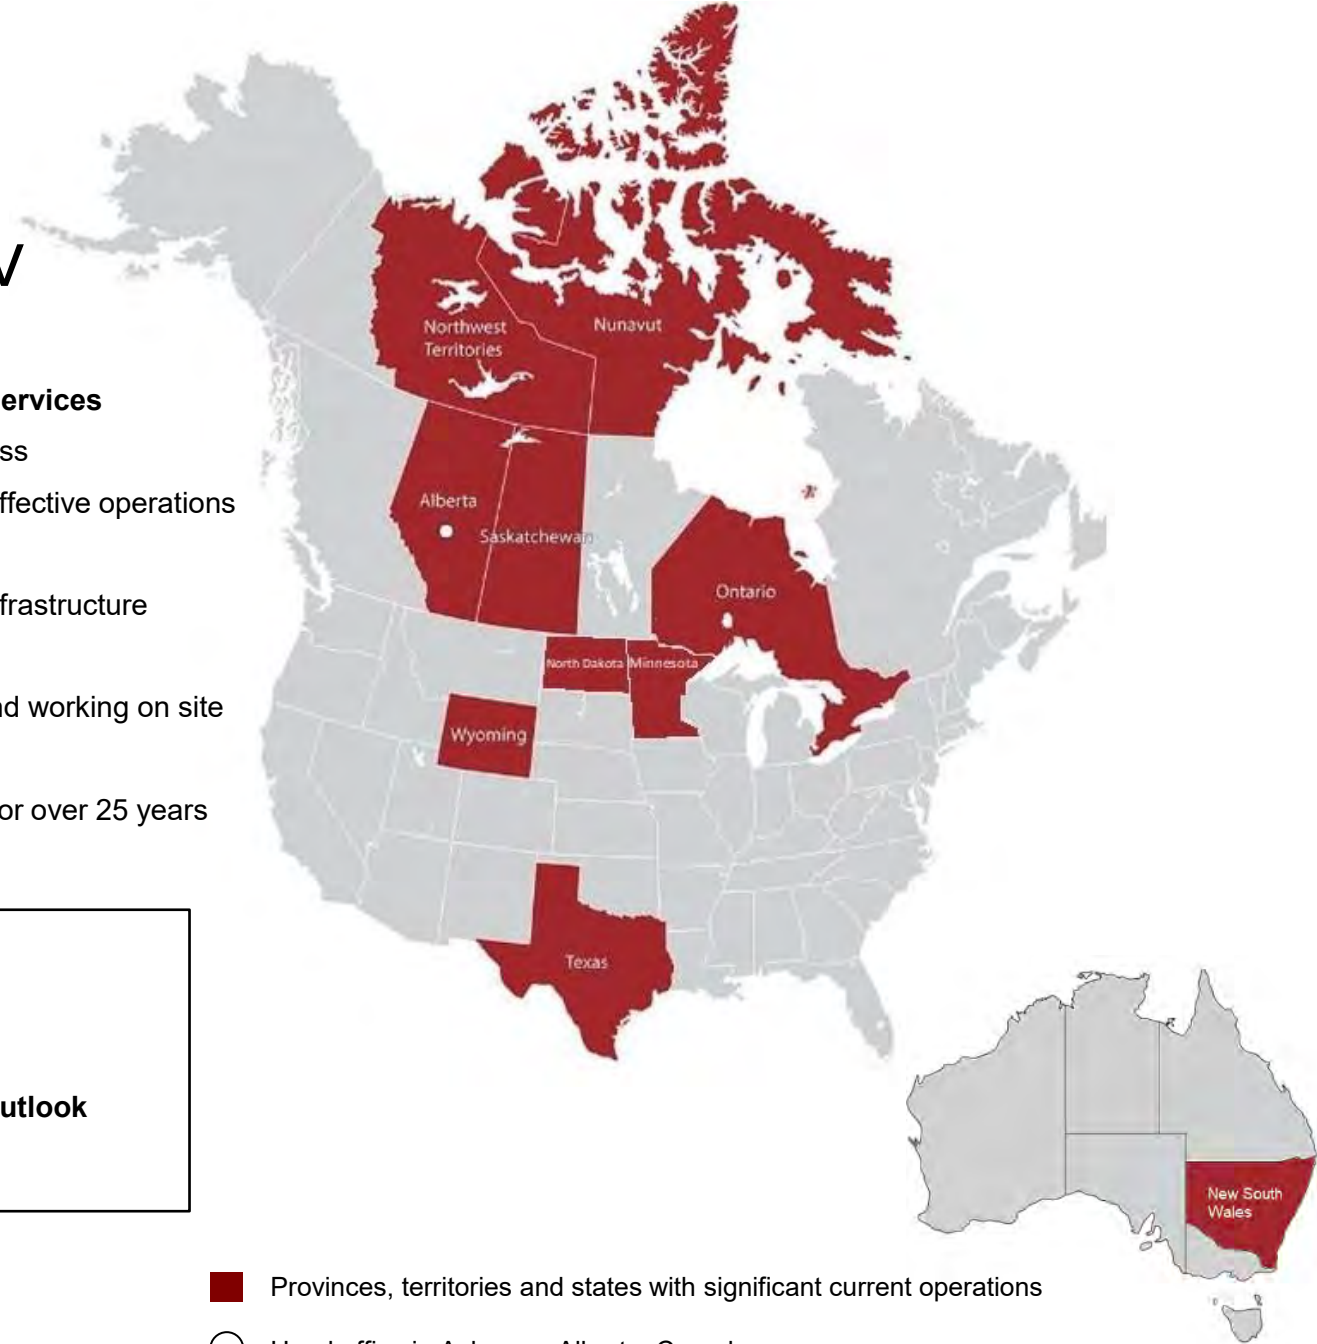 ervices
ss
ffective operations
frastructure
nd working on site
or over 25 years
utlook
Northwest
Territories
Nunavut
Alberta
Saskatchewan
Ontario
North Dakota
Minnesota
Wyoming
Texas
New South
Wales
Provinces, territories and states with significant current operations